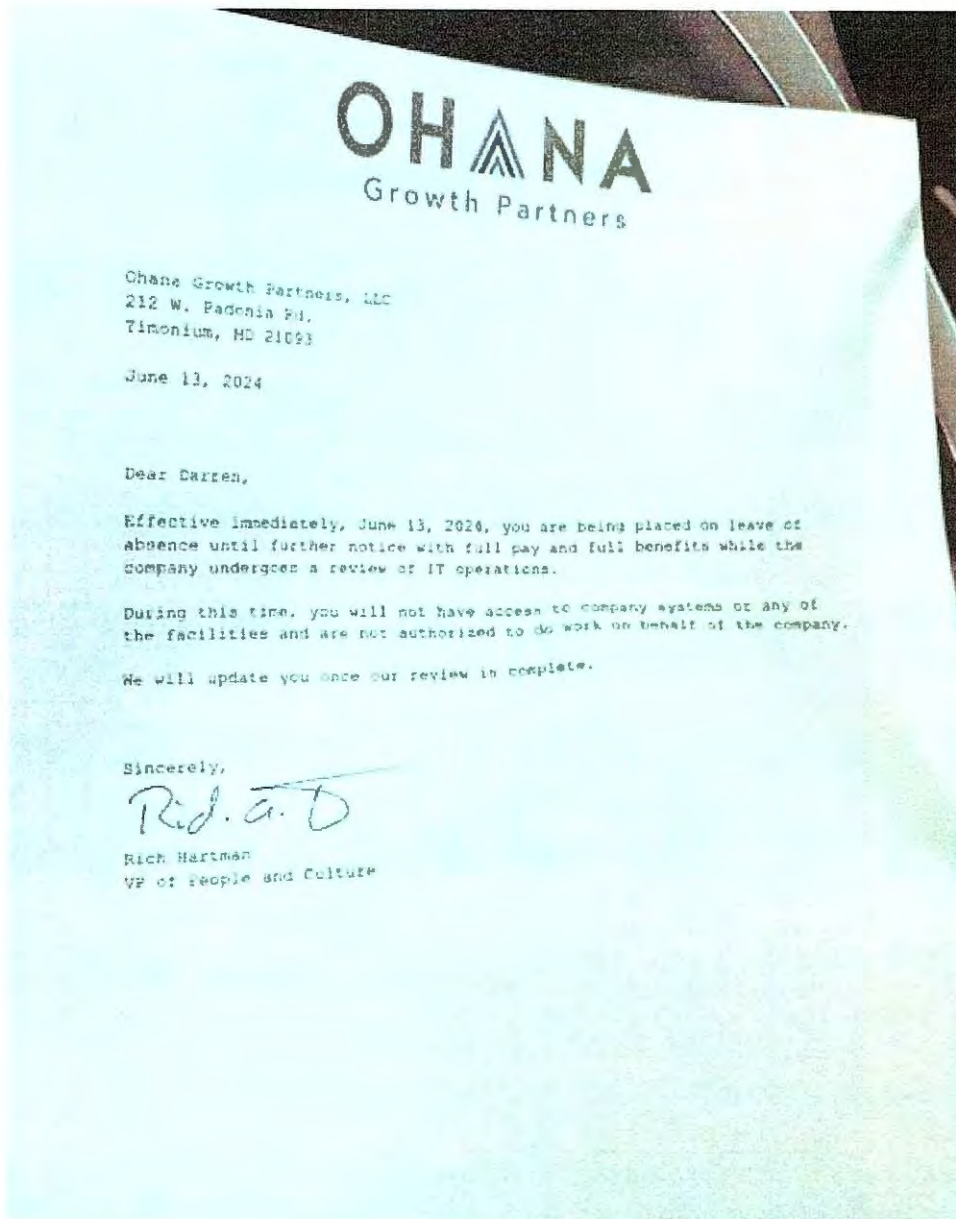 OHANA
Growth Partners
Ohana Growth Partners, LLC
212 W. Padonia Rd.
Timonium, MD 21093
June 13, 2024
Dear Darren,
Effective immediately, June 13, 2024, you are being placed on leave of
absence until further notice with full pay and full benefits while the
company undergoes a review of IT operations.
During this time, you will not have access to company systems or any of
the facilities and are not authorized to do work on behalf of the company.
We will update you once our review is complete.
Sincerely,
Rich Hartman
VP of People and Culture